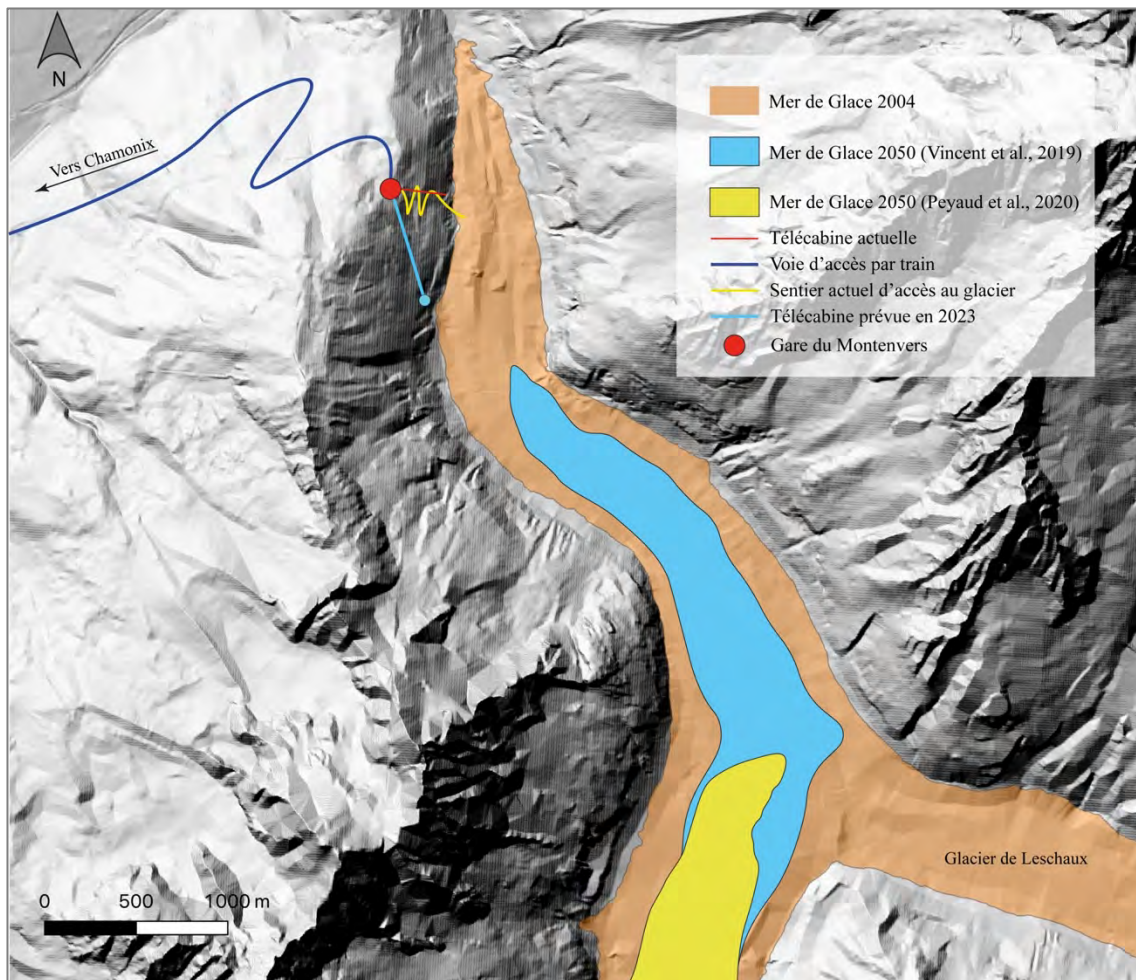 N
Vers Chamonix
Mer de Glace 2004
Mer de Glace 2050 (Vincent et al., 2019)
Mer de Glace 2050 (Peyaud et al., 2020)
Télécabine actuelle
Voie d’accès par train
Sentier actuel d’accès au glacier
Télécabine prévue en 2023
Gare du Montenvers
Glacier de Leschaux
0 500 1000 m